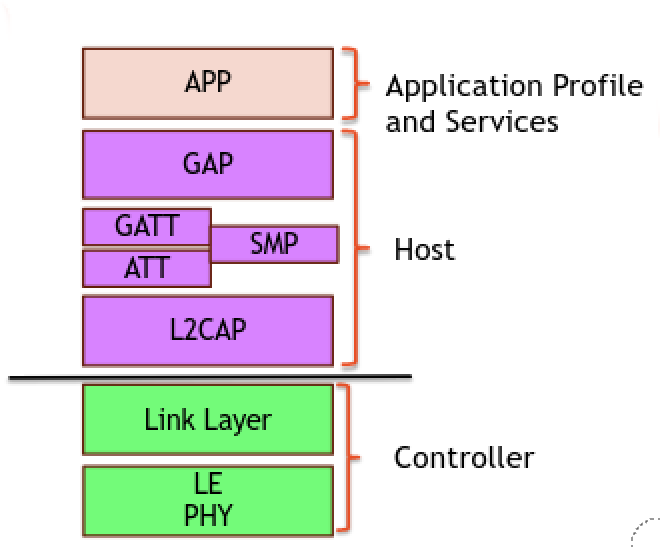 APP
Application Profile
and Services
GAP
GATT
SMP
ATT
Host
L2CAP
Link Layer
Controller
LE
PHY